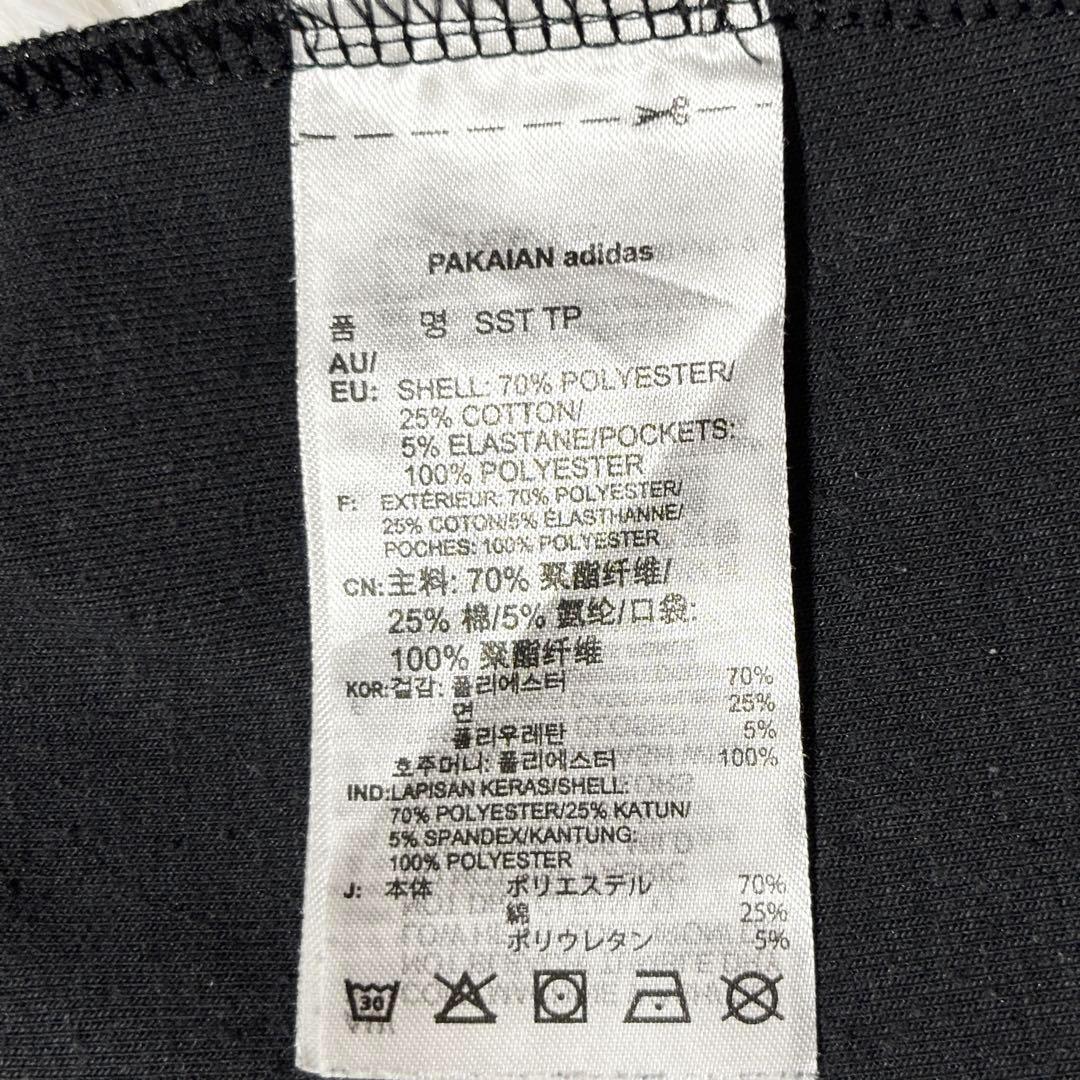 PAKAIAN adidas
품 명 SST TP
AU/
EU: SHELL: 70% POLYESTER/
25% COTTON/
5% ELASTANE/POCKETS:
100% POLYESTER
F: EXTÉRIEUR: 70% POLYESTER/
25% COTON/5% ÉLASTHANNE/
POCHES: 100% POLYESTER
CN: 主料: 70% 聚酯纤维/
25% 棉/5% 氨纶/口袋:
100% 聚酯纤维
KOR: 겉감: 폴리에스터 70%
면 25%
폴리우레탄 5%
호주머니: 폴리에스터 100%
IND: LAPISAN KERAS/SHELL:
70% POLYESTER/25% KATUN/
5% SPANDEX/KANTUNG:
100% POLYESTER
J: 本体 ポリエステル 70%
綿 25%
ポリウレタン 5%
30